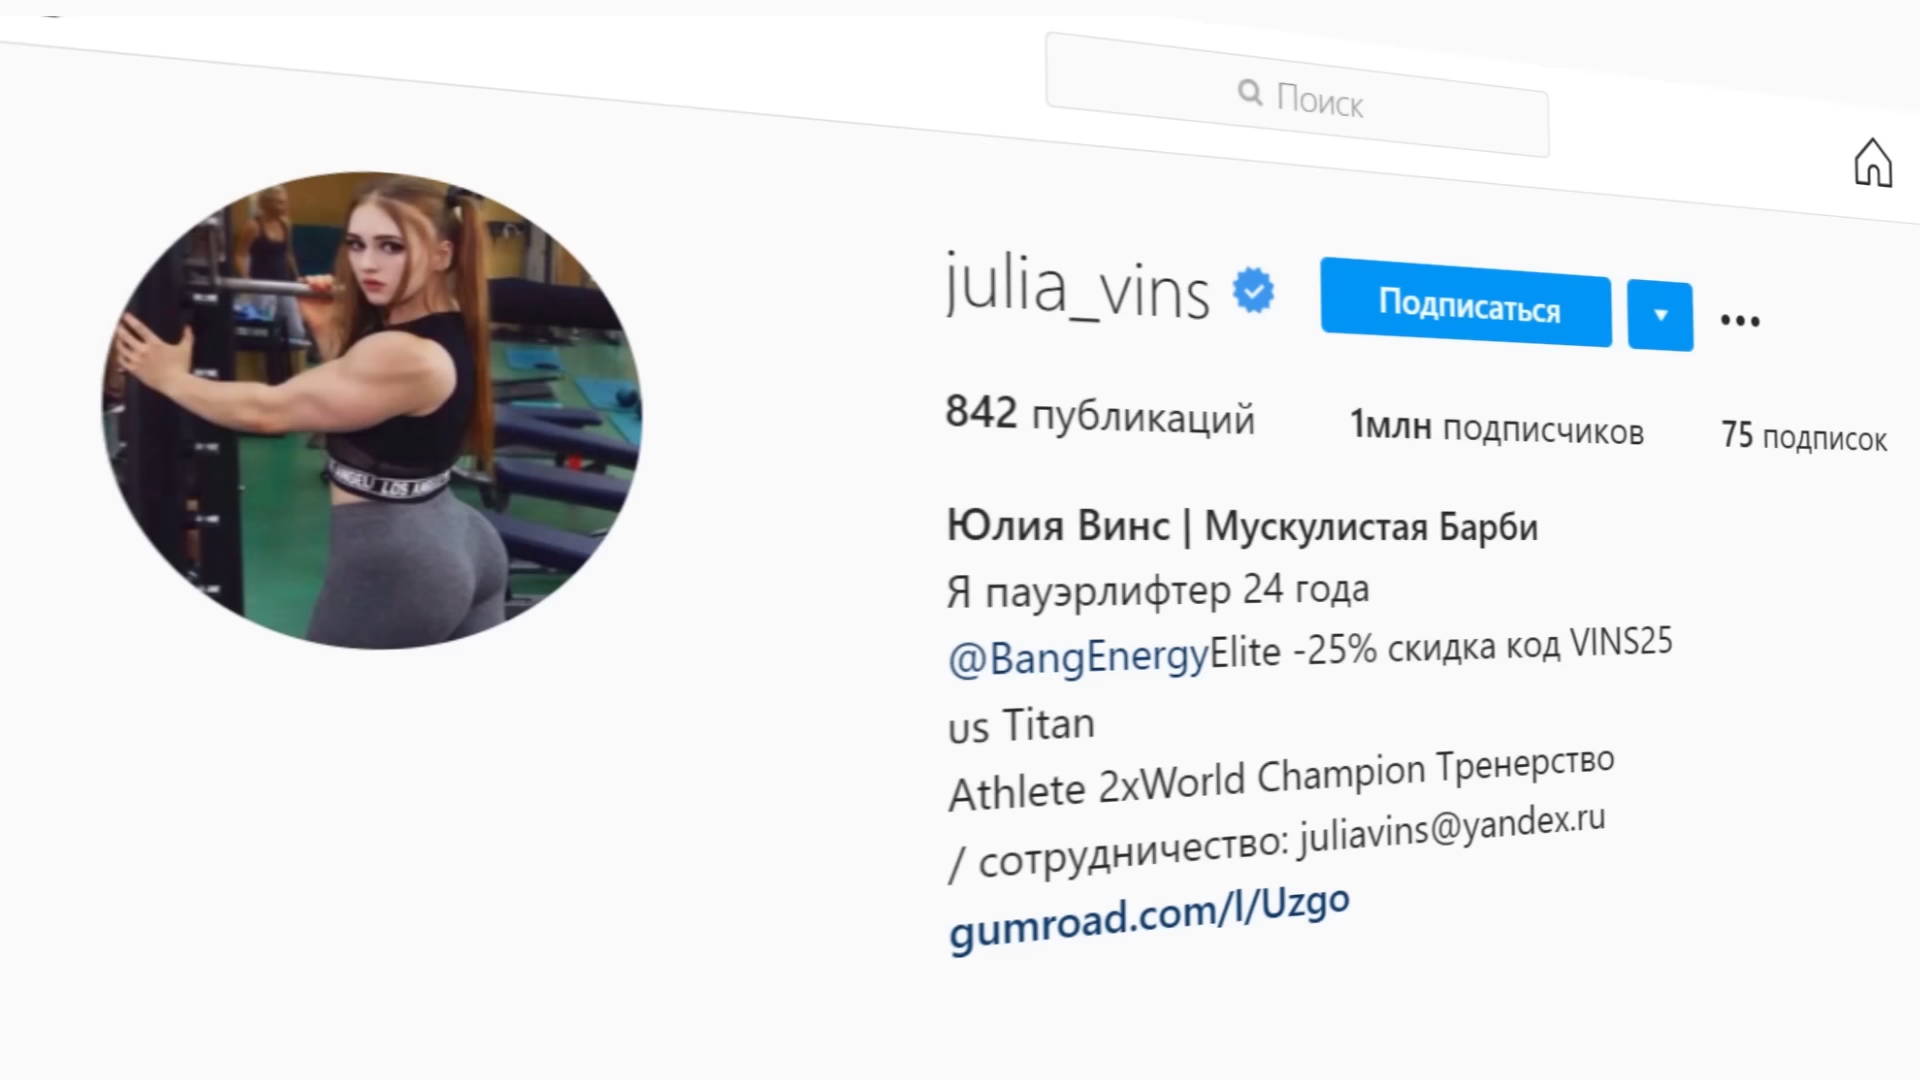 Поиск
julia_vins Подписаться
842 публикаций 1млн подписчиков 75 подписок
Юлия Винс | Мускулистая Барби
Я пауэрлифтер 24 года
@BangEnergyElite -25% скидка код VINS25
us Titan
Athlete 2xWorld Champion Тренерство
/ сотрудничество: juliavins@yandex.ru
gumroad.com/l/Uzgo
LOS